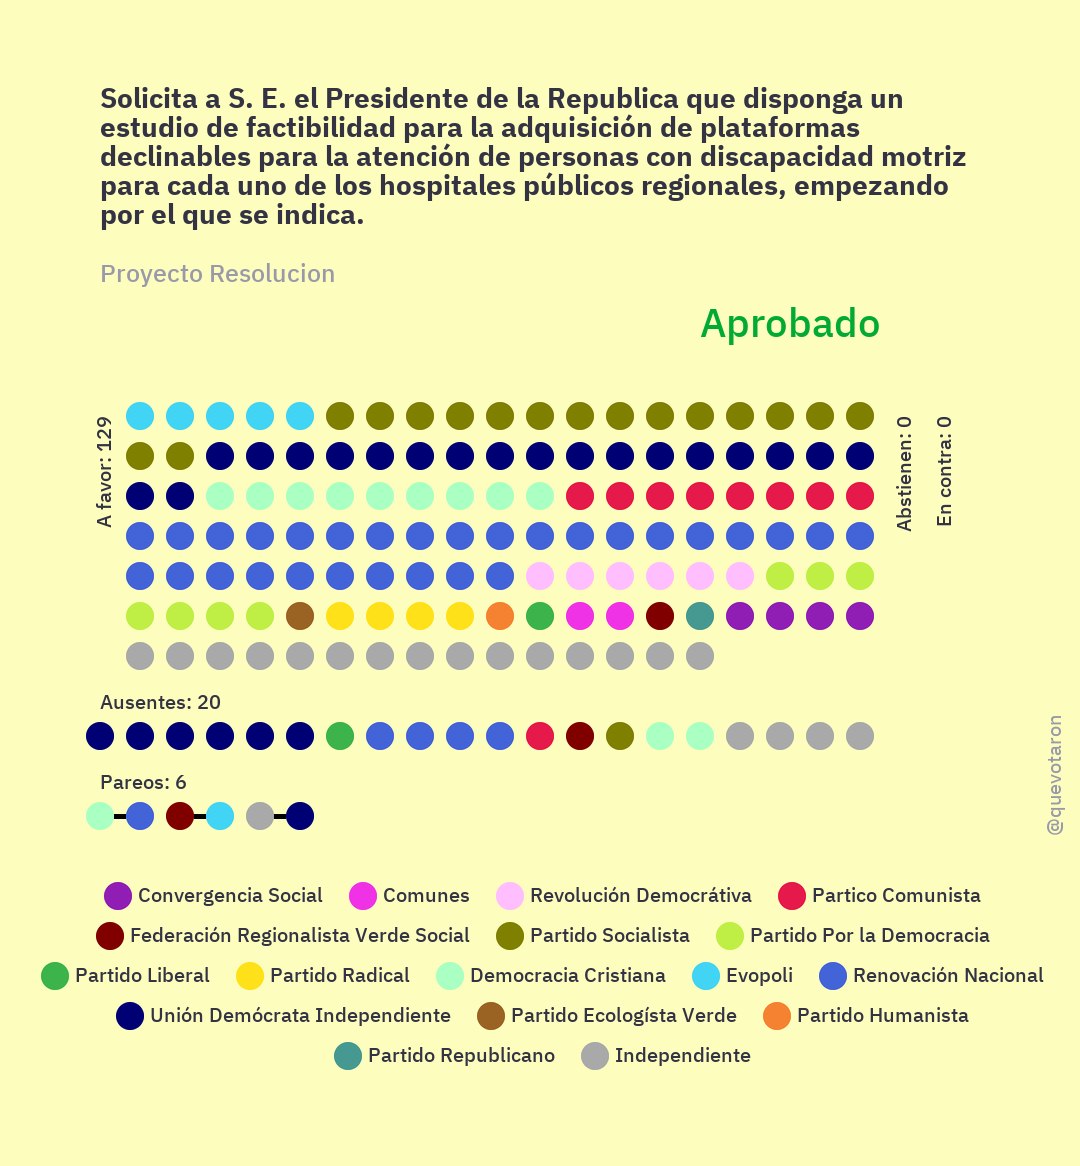 Solicita a S. E. el Presidente de la Republica que disponga un
estudio de factibilidad para la adquisición de plataformas
declinables para la atención de personas con discapacidad motriz
para cada uno de los hospitales públicos regionales, empezando
por el que se indica.
Proyecto Resolucion
Aprobado
A favor: 129
Abstienen: 0
En contra: 0
Ausentes: 20
Pareos: 6
@quevotaron
Convergencia Social
Comunes
Revolución Democrátiva
Partico Comunista
Federación Regionalista Verde Social
Partido Socialista
Partido Por la Democracia
Partido Liberal
Partido Radical
Democracia Cristiana
Evopoli
Renovación Nacional
Unión Demócrata Independiente
Partido Ecologísta Verde
Partido Humanista
Partido Republicano
Independiente